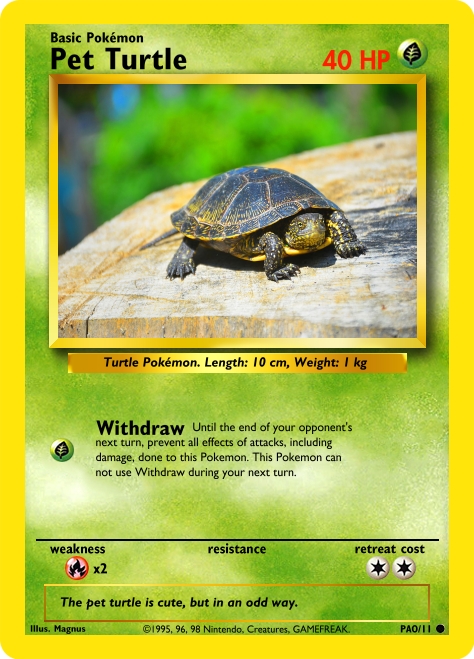 Basic Pokémon
Pet Turtle
40 HP
Turtle Pokémon. Length: 10 cm, Weight: 1 kg
Withdraw Until the end of your opponent's
next turn, prevent all effects of attacks, including
damage, done to this Pokemon. This Pokemon can
not use Withdraw during your next turn.
weakness resistance retreat cost
x2
The pet turtle is cute, but in an odd way.
Illus. Magnus ©1995, 96, 98 Nintendo, Creatures, GAMEFREAK. PAO/11